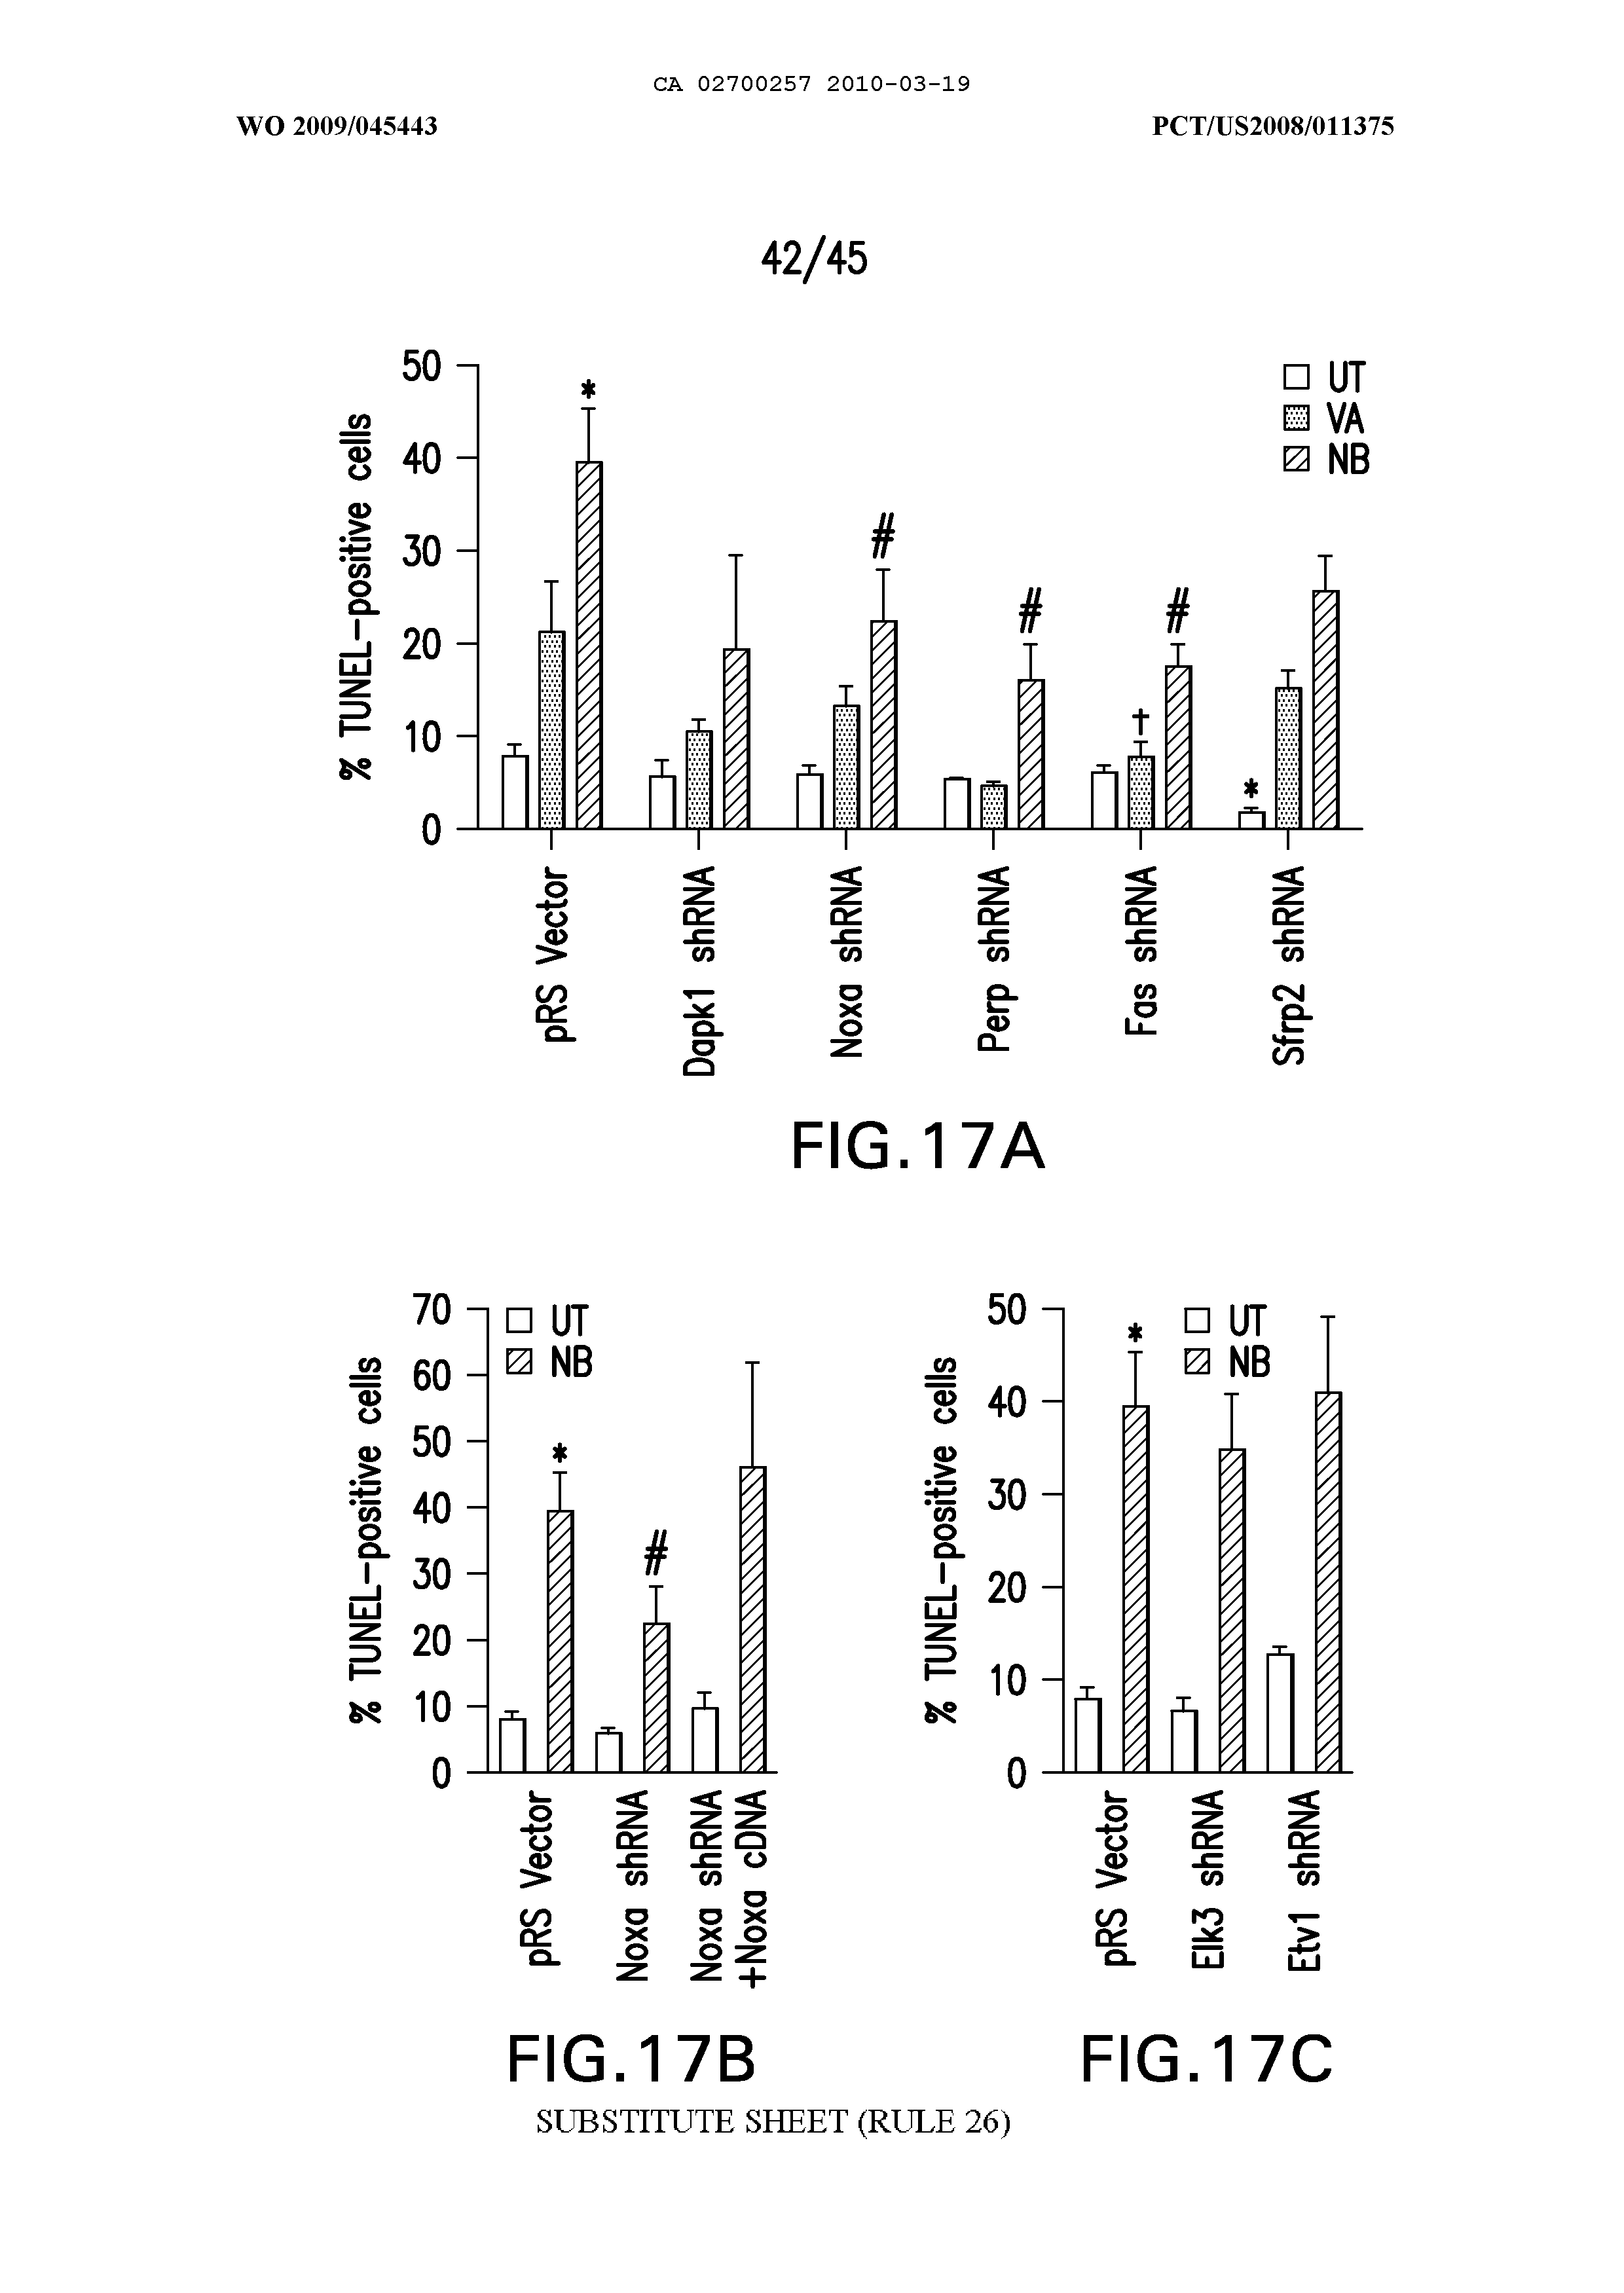 CA 02700257 2010-03-19
WO 2009/045443
PCT/US2008/011375
42/45
% TUNEL-positive cells
50
40
30
20
10
0
*
#
#
†
#
*
UT
VA
NB
pRS Vector
Dapk1 shRNA
Noxa shRNA
Perp shRNA
Fas shRNA
Sfrp2 shRNA
FIG.17A
% TUNEL-positive cells
70
60
50
40
30
20
10
0
UT
NB
*
#
pRS Vector
Noxa shRNA
Noxa shRNA
+Noxa cDNA
FIG.17B
% TUNEL-positive cells
50
40
30
20
10
0
*
UT
NB
pRS Vector
Elk3 shRNA
Etv1 shRNA
FIG.17C
SUBSTITUTE SHEET (RULE 26)